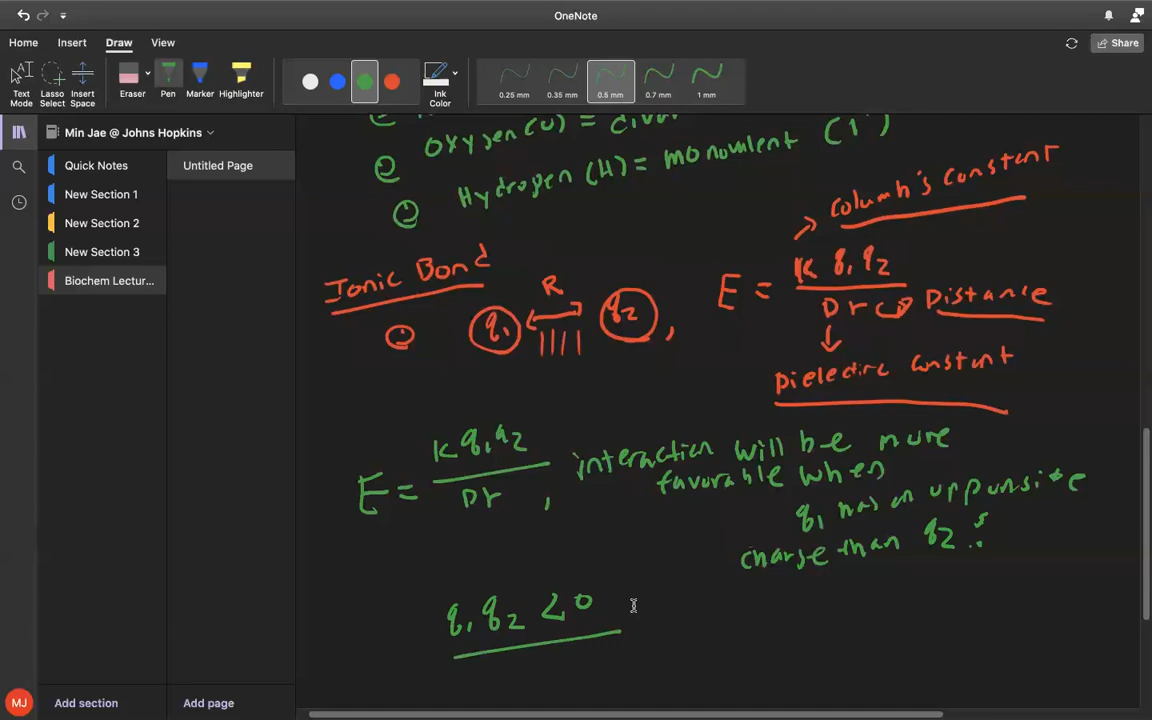 OneNote
Home Insert Draw View
Share
Text Mode
Lasso Select
Insert Space
Eraser
Pen
Marker
Highlighter
Ink Color
0.25 mm 0.35 mm 0.5 mm 0.7 mm 1 mm
Min Jae @ Johns Hopkins
Quick Notes
New Section 1
New Section 2
New Section 3
Biochem Lectur...
Untitled Page
Oxygen (O) =
Hydrogen (H) = monovalent (1
Columb's Constant
Ionic Bond
R
q1 q2 ,
E = K q1 q2 / Dr
Distance
Dielectirc Constant
E = K q1 q2 / Dr ,
interaction will be more
favorable when
q1 has an
charge than q2
q1 q2 < 0
MJ
Add section
Add page